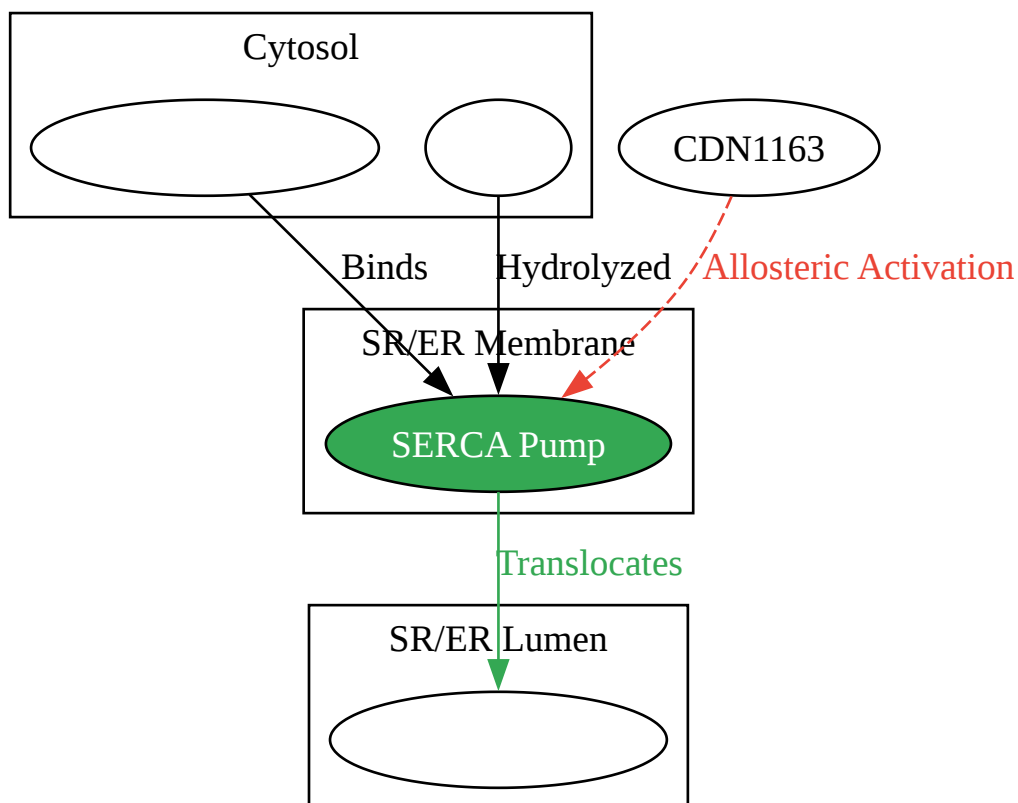 Cytosol
CDN1163
Binds
Hydrolyzed
Allosteric Activation
SR/ER Membrane
SERCA Pump
Translocates
SR/ER Lumen